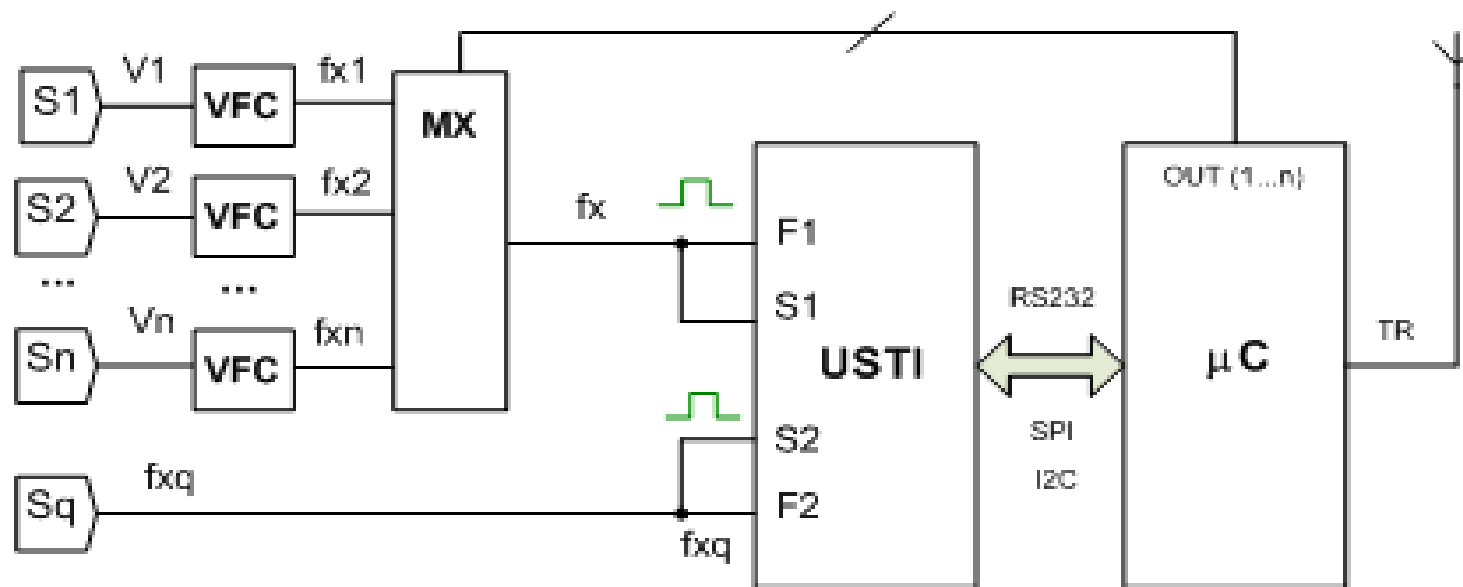 S1 V1 VFC fx1 MX
OUT (1...n)
S2 V2 VFC fx2 fx F1
... ...
S1 RS232
Sn Vn VFC fxn USTI µC TR
S2 SPI
Sq fxq F2 I2C
fxq